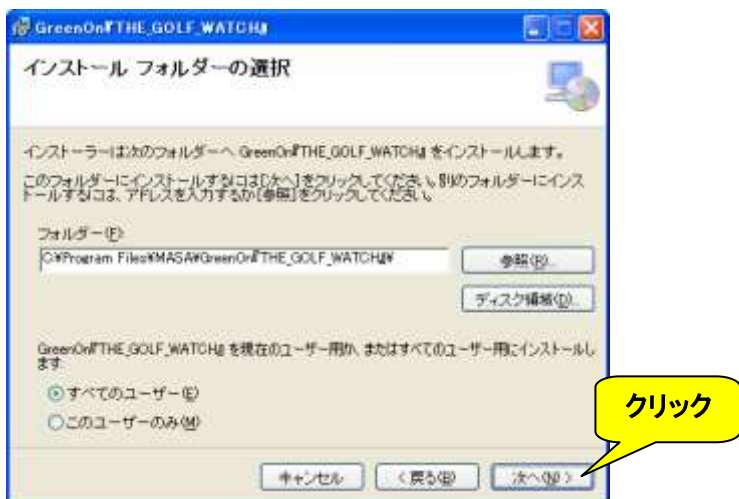 GreenOn『THE_GOLF_WATCH』
インストール フォルダーの選択
インストーラーは次のフォルダーへ GreenOn『THE_GOLF_WATCH』 をインストールします。
このフォルダーにインストールするには[次へ]をクリックしてください。別のフォルダーにインス
トールするには、アドレスを入力するか[参照]をクリックしてください。
フォルダー(F):
C:¥Program Files¥MASA¥GreenOn『THE_GOLF_WATCH』¥
参照(R)...
ディスク領域(D)...
GreenOn『THE_GOLF_WATCH』 を現在のユーザー用か、またはすべてのユーザー用にインストールし
ます:
すべてのユーザー(E)
このユーザーのみ(M)
クリック
キャンセル
< 戻る(B)
次へ(N) >